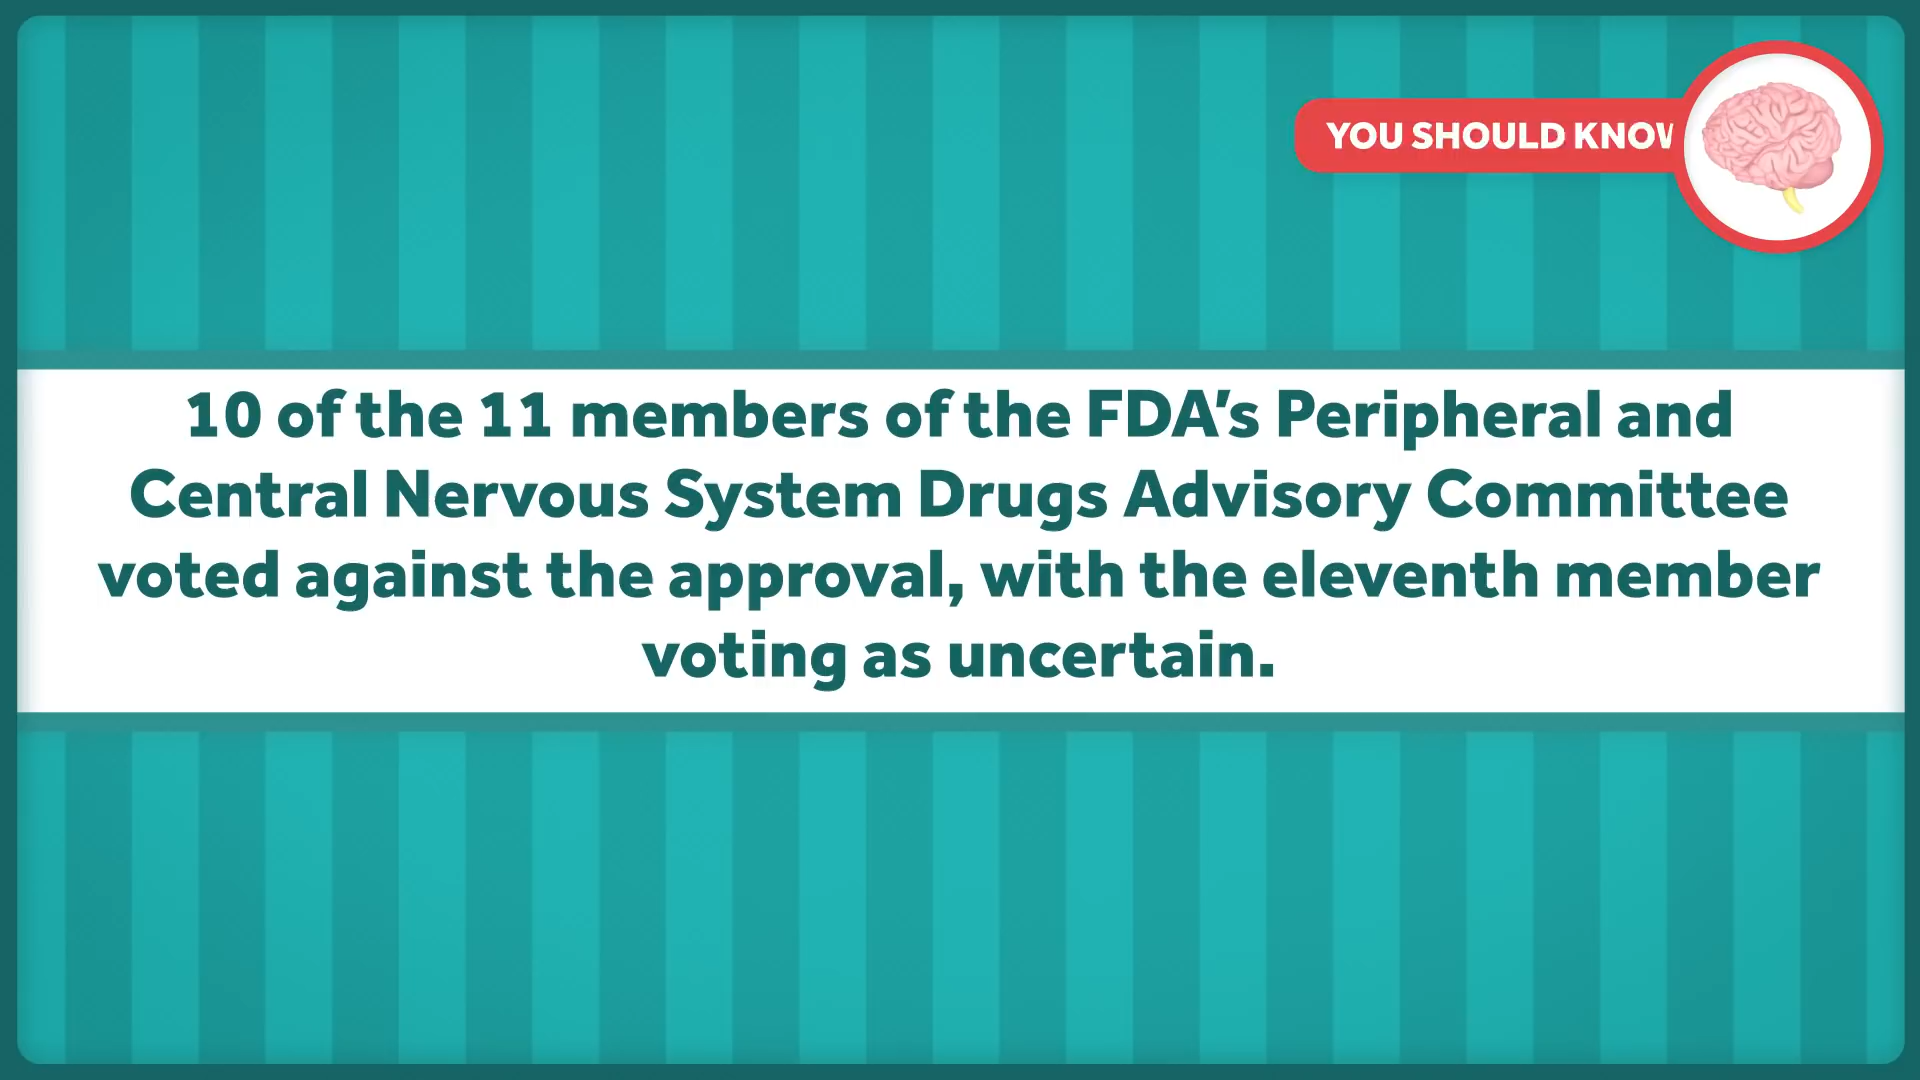 YOU SHOULD KNOW
10 of the 11 members of the FDA’s Peripheral and
Central Nervous System Drugs Advisory Committee
voted against the approval, with the eleventh member
voting as uncertain.